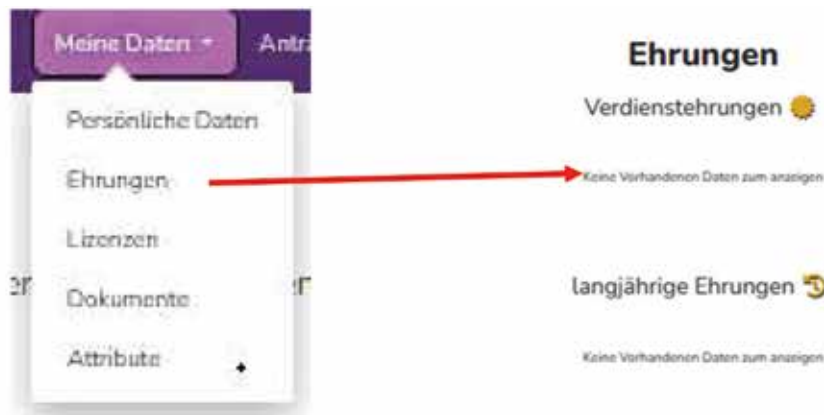 Meine Daten
Persönliche Daten
Ehrungen
Lizenzen
Dokumente
Attribute
Ehrungen
Verdienstehrungen
Keine Vorhandenen Daten zum anzeigen
langjährige Ehrungen
Keine Vorhandenen Daten zum anzeigen